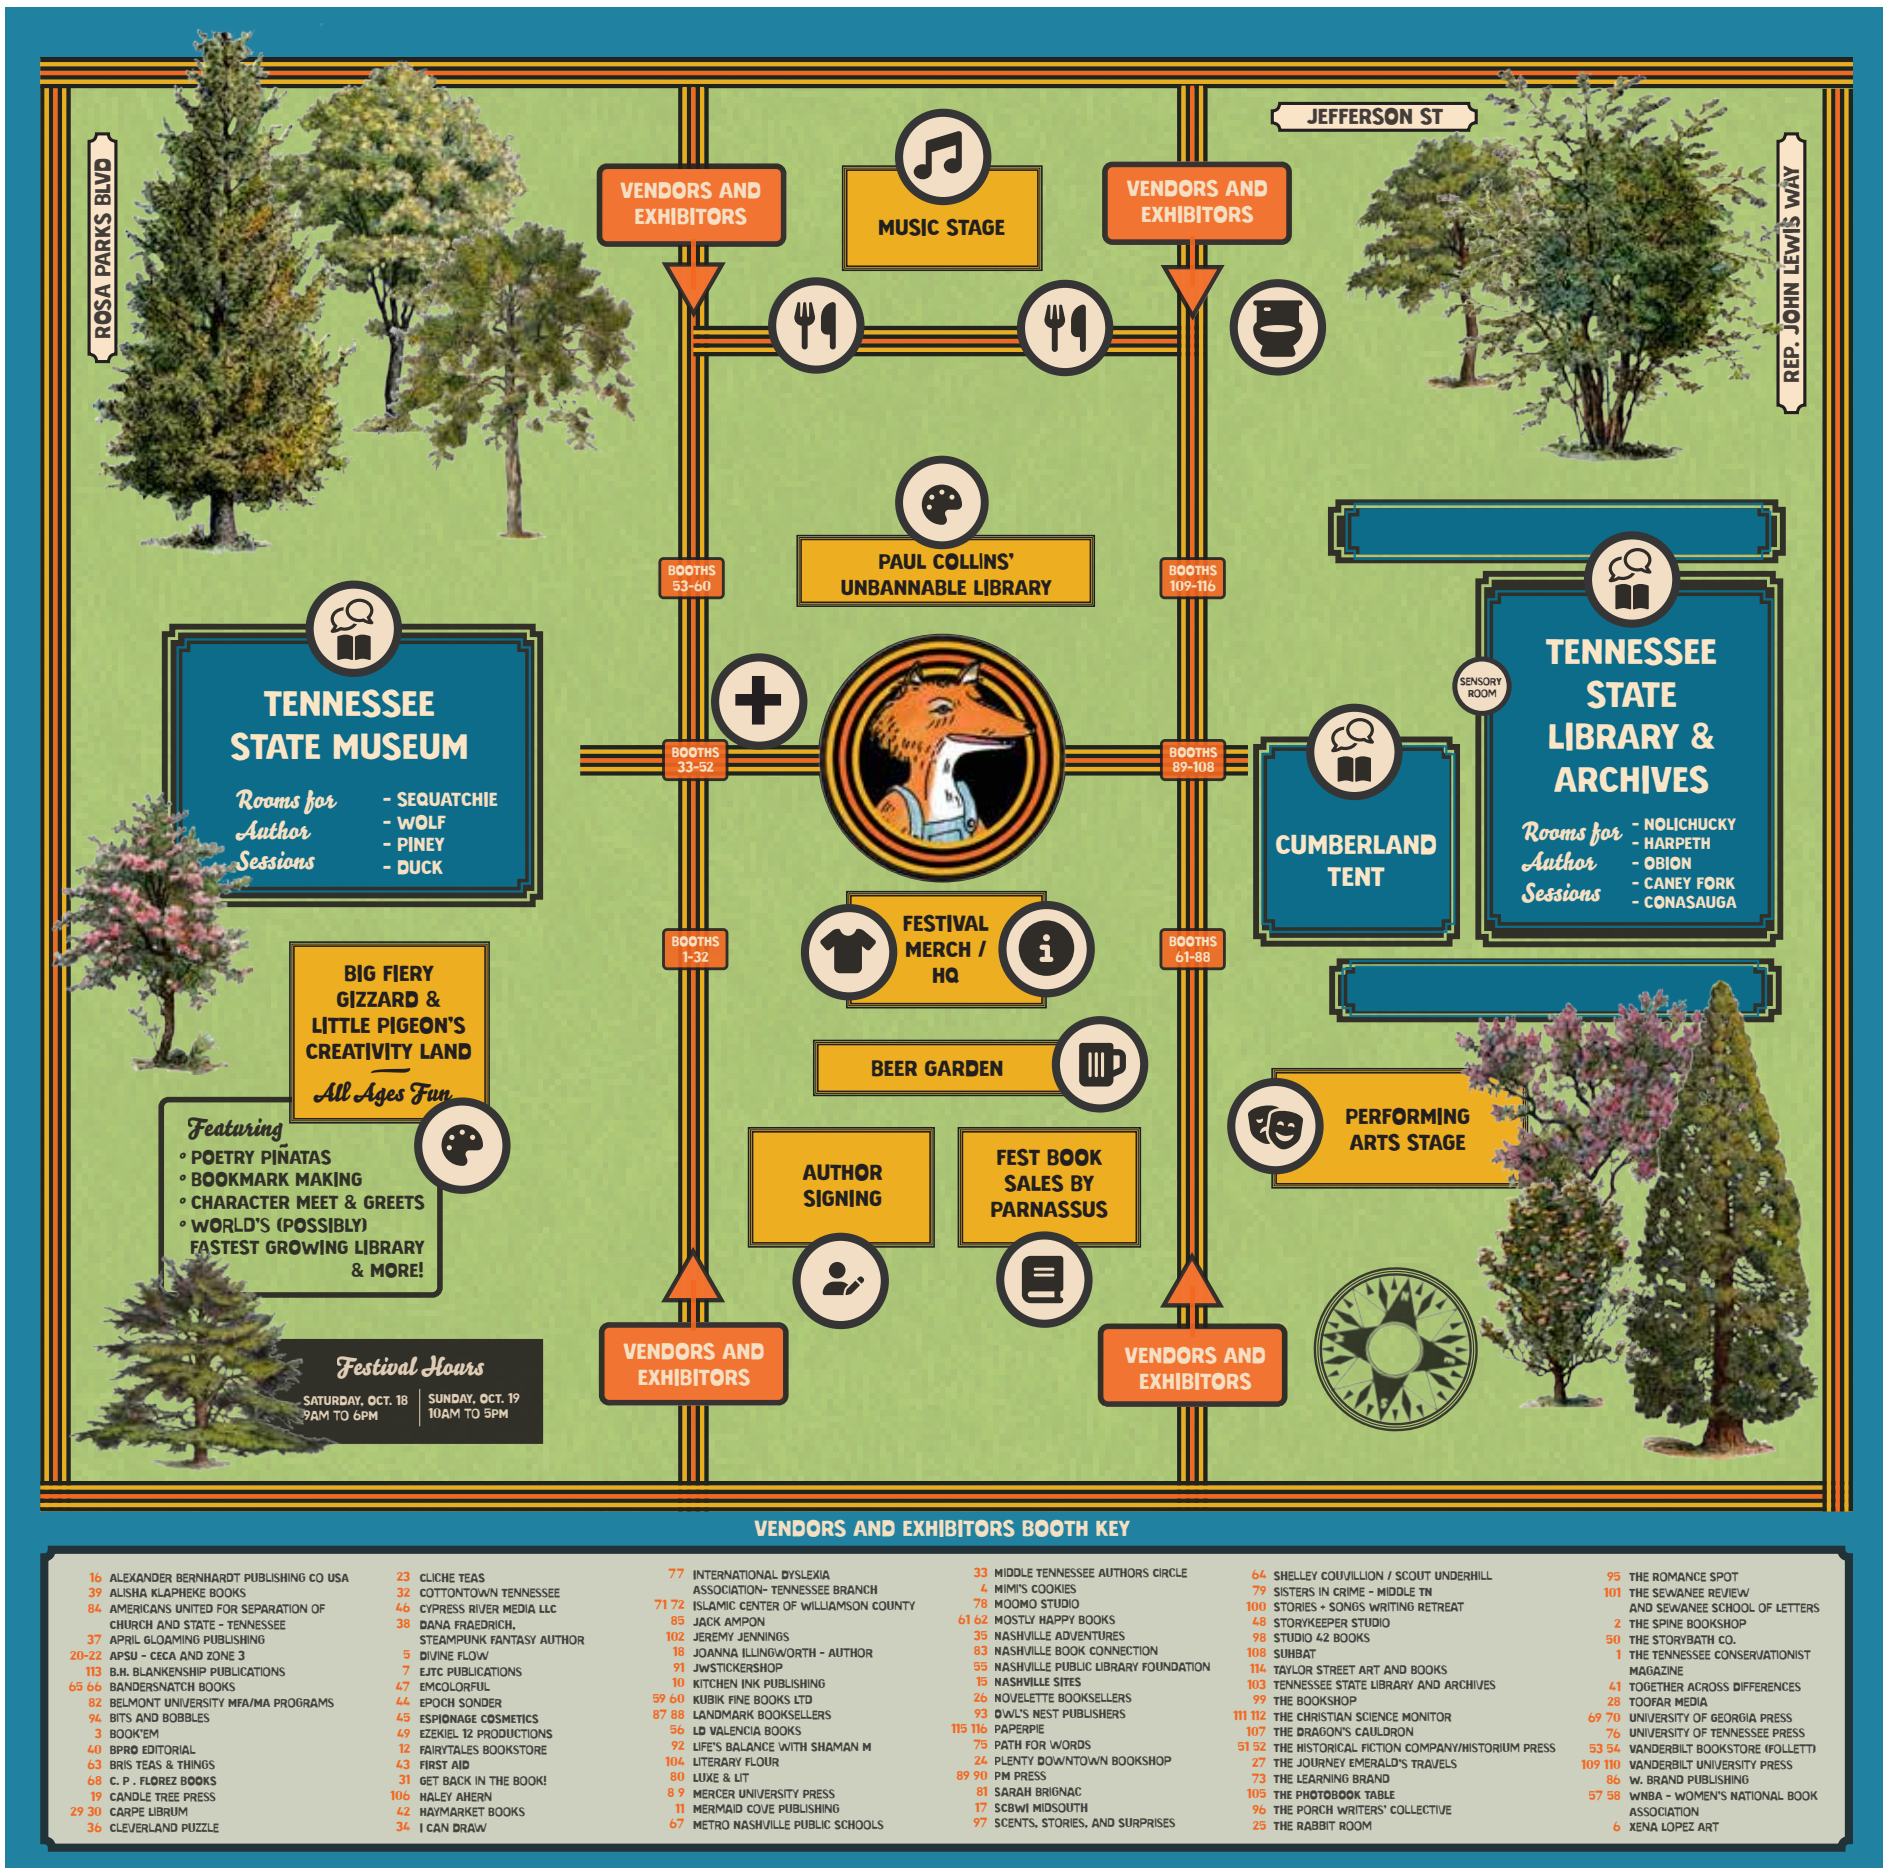 JEFFERSON ST
ROSA PARKS BLVD
REP. JOHN LEWIS WAY
VENDORS AND
EXHIBITORS
MUSIC STAGE
VENDORS AND
EXHIBITORS
PAUL COLLINS'
UNBANNABLE LIBRARY
BOOTHS
53-60
BOOTHS
109-116
TENNESSEE
STATE MUSEUM
Rooms for
Author
Sessions
- SEQUATCHIE
- WOLF
- PINEY
- DUCK
BOOTHS
33-52
BOOTHS
89-108
SENSORY
ROOM
TENNESSEE
STATE
LIBRARY &
ARCHIVES
Rooms for
Author
Sessions
- NOLICHUCKY
- HARPETH
- OBION
- CANEY FORK
- CONASAUGA
CUMBERLAND
TENT
BOOTHS
1-32
BOOTHS
61-88
FESTIVAL
MERCH /
HQ
BIG FIERY
GIZZARD &
LITTLE PIGEON'S
CREATIVITY LAND
All Ages Fun
Featuring
° POETRY PIÑATAS
° BOOKMARK MAKING
° CHARACTER MEET & GREETS
° WORLD'S (POSSIBLY)
FASTEST GROWING LIBRARY
& MORE!
BEER GARDEN
PERFORMING
ARTS STAGE
AUTHOR
SIGNING
FEST BOOK
SALES BY
PARNASSUS
VENDORS AND
EXHIBITORS
VENDORS AND
EXHIBITORS
Festival Hours
SATURDAY, OCT. 18
9AM TO 6PM
SUNDAY, OCT. 19
10AM TO 5PM
VENDORS AND EXHIBITORS BOOTH KEY
16 ALEXANDER BERNHARDT PUBLISHING CO USA
39 ALISHA KLAPHEKE BOOKS
84 AMERICANS UNITED FOR SEPARATION OF
CHURCH AND STATE - TENNESSEE
37 APRIL GLOAMING PUBLISHING
20-22 APSU - CECA AND ZONE 3
113 B.H. BLANKENSHIP PUBLICATIONS
65 66 BANDERSNATCH BOOKS
82 BELMONT UNIVERSITY MFA/MA PROGRAMS
94 BITS AND BOBBLES
3 BOOK'EM
40 BPRO EDITORIAL
63 BRIS TEAS & THINGS
68 C. P . FLOREZ BOOKS
19 CANDLE TREE PRESS
29 30 CARPE LIBRUM
36 CLEVERLAND PUZZLE
23 CLICHE TEAS
32 COTTONTOWN TENNESSEE
46 CYPRESS RIVER MEDIA LLC
38 DANA FRAEDRICH,
STEAMPUNK FANTASY AUTHOR
5 DIVINE FLOW
7 EJTC PUBLICATIONS
47 EMCOLORFUL
44 EPOCH SONDER
45 ESPIONAGE COSMETICS
49 EZEKIEL 12 PRODUCTIONS
12 FAIRYTALES BOOKSTORE
43 FIRST AID
31 GET BACK IN THE BOOK!
106 HALEY AHERN
42 HAYMARKET BOOKS
34 I CAN DRAW
77 INTERNATIONAL DYSLEXIA
ASSOCIATION- TENNESSEE BRANCH
71 72 ISLAMIC CENTER OF WILLIAMSON COUNTY
85 JACK AMPON
102 JEREMY JENNINGS
18 JOANNA ILLINGWORTH - AUTHOR
91 JWSTICKERSHOP
10 KITCHEN INK PUBLISHING
59 60 KUBIK FINE BOOKS LTD
87 88 LANDMARK BOOKSELLERS
56 LD VALENCIA BOOKS
92 LIFE'S BALANCE WITH SHAMAN M
104 LITERARY FLOUR
80 LUXE & LIT
8 9 MERCER UNIVERSITY PRESS
11 MERMAID COVE PUBLISHING
67 METRO NASHVILLE PUBLIC SCHOOLS
33 MIDDLE TENNESSEE AUTHORS CIRCLE
4 MIMI'S COOKIES
78 MOOMO STUDIO
61 62 MOSTLY HAPPY BOOKS
35 NASHVILLE ADVENTURES
83 NASHVILLE BOOK CONNECTION
55 NASHVILLE PUBLIC LIBRARY FOUNDATION
15 NASHVILLE SITES
26 NOVELETTE BOOKSELLERS
93 OWL'S NEST PUBLISHERS
115 116 PAPERPIE
75 PATH FOR WORDS
24 PLENTY DOWNTOWN BOOKSHOP
89 90 PM PRESS
81 SARAH BRIGNAC
17 SCBWI MIDSOUTH
97 SCENTS, STORIES, AND SURPRISES
64 SHELLEY COUVILLION / SCOUT UNDERHILL
79 SISTERS IN CRIME - MIDDLE TN
100 STORIES + SONGS WRITING RETREAT
48 STORYKEEPER STUDIO
98 STUDIO 42 BOOKS
108 SUHBAT
114 TAYLOR STREET ART AND BOOKS
103 TENNESSEE STATE LIBRARY AND ARCHIVES
99 THE BOOKSHOP
111 112 THE CHRISTIAN SCIENCE MONITOR
107 THE DRAGON'S CAULDRON
51 52 THE HISTORICAL FICTION COMPANY/HISTORIUM PRESS
27 THE JOURNEY EMERALD'S TRAVELS
73 THE LEARNING BRAND
105 THE PHOTOBOOK TABLE
96 THE PORCH WRITERS' COLLECTIVE
25 THE RABBIT ROOM
95 THE ROMANCE SPOT
101 THE SEWANEE REVIEW
AND SEWANEE SCHOOL OF LETTERS
2 THE SPINE BOOKSHOP
50 THE STORYBATH CO.
1 THE TENNESSEE CONSERVATIONIST
MAGAZINE
41 TOGETHER ACROSS DIFFERENCES
28 TOOFAR MEDIA
69 70 UNIVERSITY OF GEORGIA PRESS
76 UNIVERSITY OF TENNESSEE PRESS
53 54 VANDERBILT BOOKSTORE (FOLLETT)
109 110 VANDERBILT UNIVERSITY PRESS
86 W. BRAND PUBLISHING
57 58 WNBA - WOMEN'S NATIONAL BOOK
ASSOCIATION
6 XENA LOPEZ ART